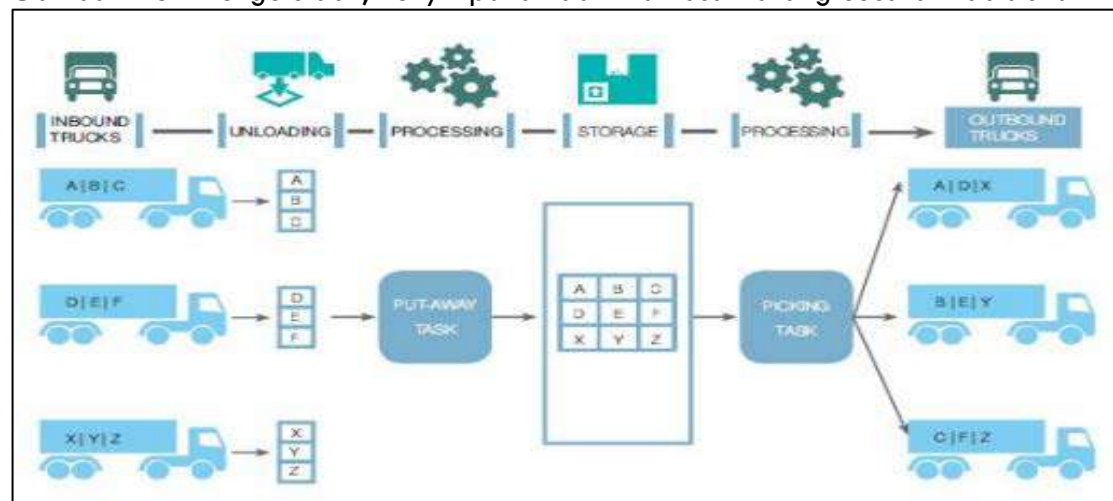 INBOUND
TRUCKS
UNLOADING
PROCESSING
STORAGE
PROCESSING
OUTBOUND
TRUCKS
A|B|C
A
B
C
A|D|X
D|E|F
D
E
F
PUT-AWAY
TASK
A B C
D E F
X Y Z
PICKING
TASK
B|E|Y
X|Y|Z
X
Y
Z
C|F|Z